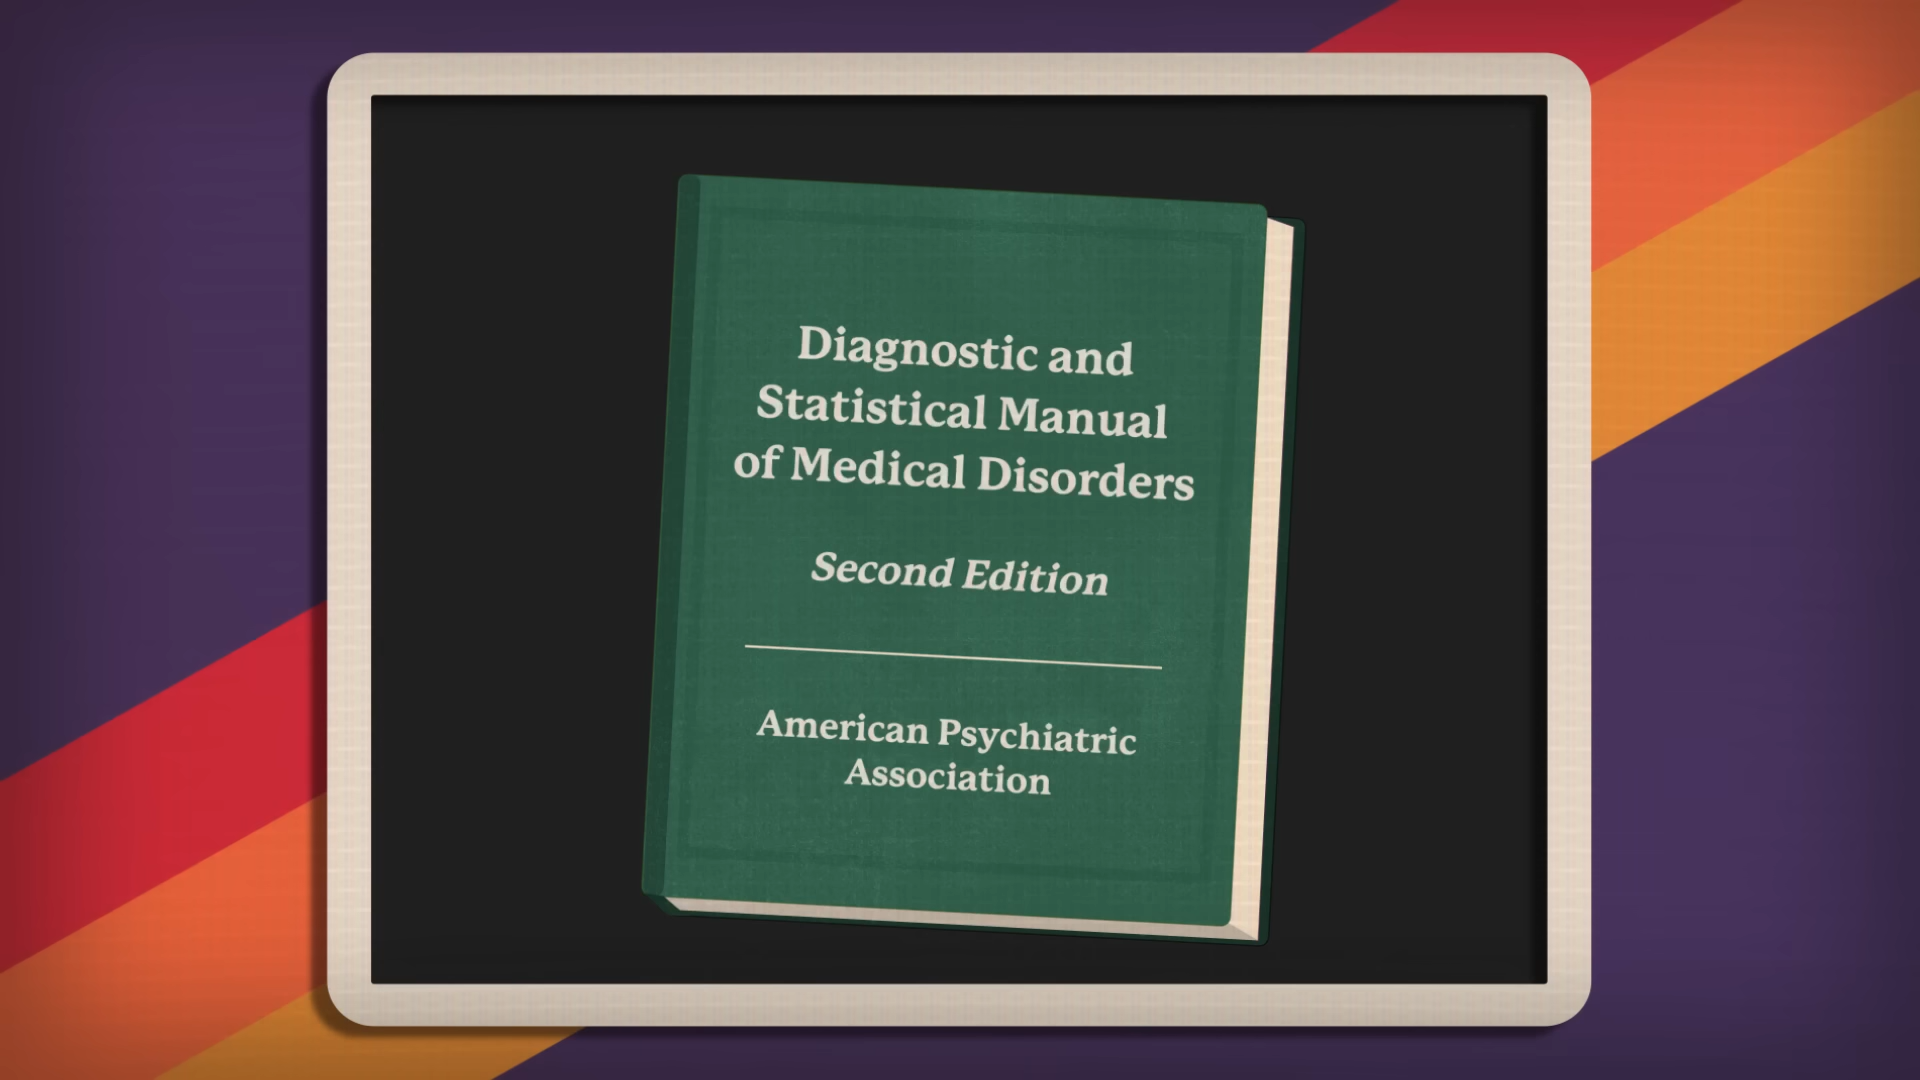 Diagnostic and
Statistical Manual
of Medical Disorders
Second Edition
American Psychiatric
Association